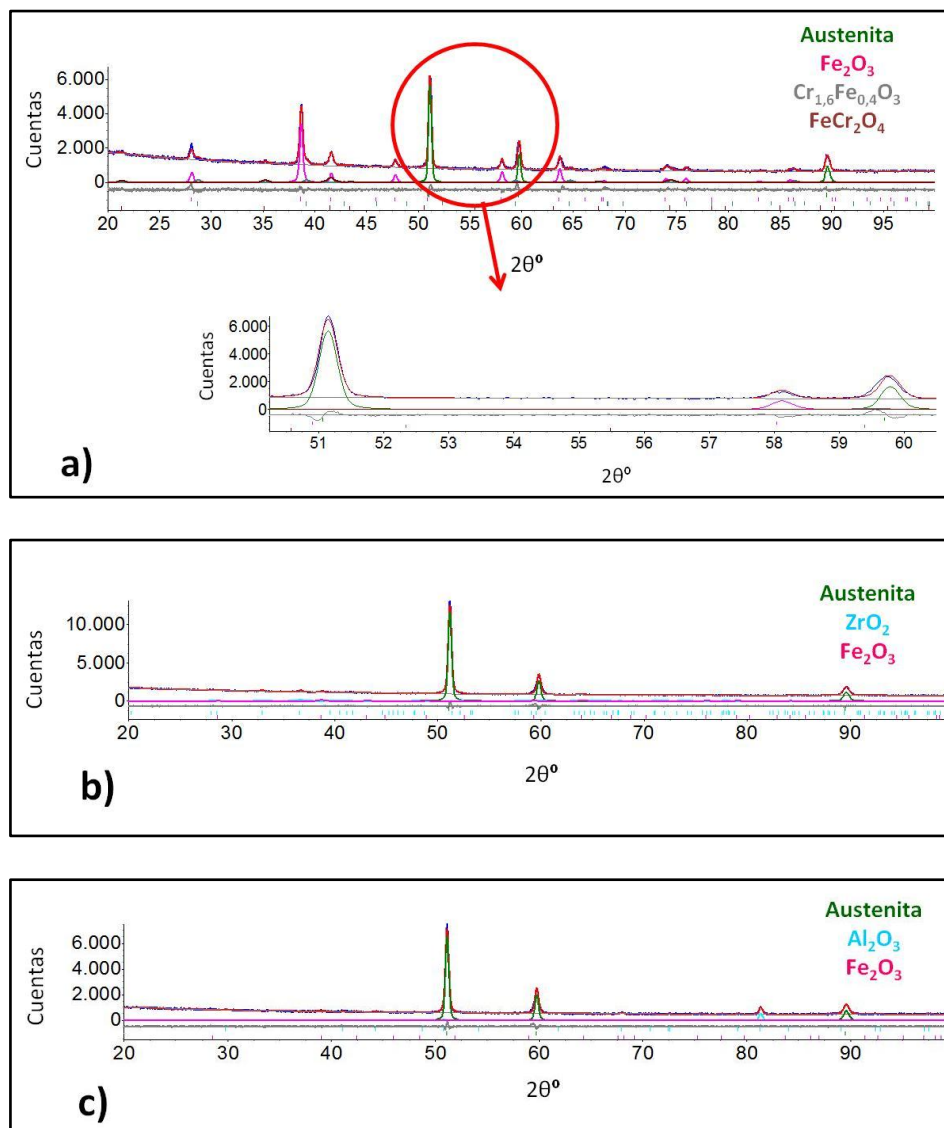 Austenita
Fe₂O₃
Cr₁,₆Fe₀,₄O₃
FeCr₂O₄
Cuentas
6.000
4.000
2.000
0
20 25 30 35 40 45 50 55 60 65 70 75 80 85 90 95
2θº
Cuentas
6.000
4.000
2.000
0
51 52 53 54 55 56 57 58 59 60
2θº
a)
Austenita
ZrO₂
Fe₂O₃
Cuentas
10.000
5.000
0
20 30 40 50 60 70 80 90
2θº
b)
Austenita
Al₂O₃
Fe₂O₃
Cuentas
6.000
4.000
2.000
0
20 30 40 50 60 70 80 90
2θº
c)